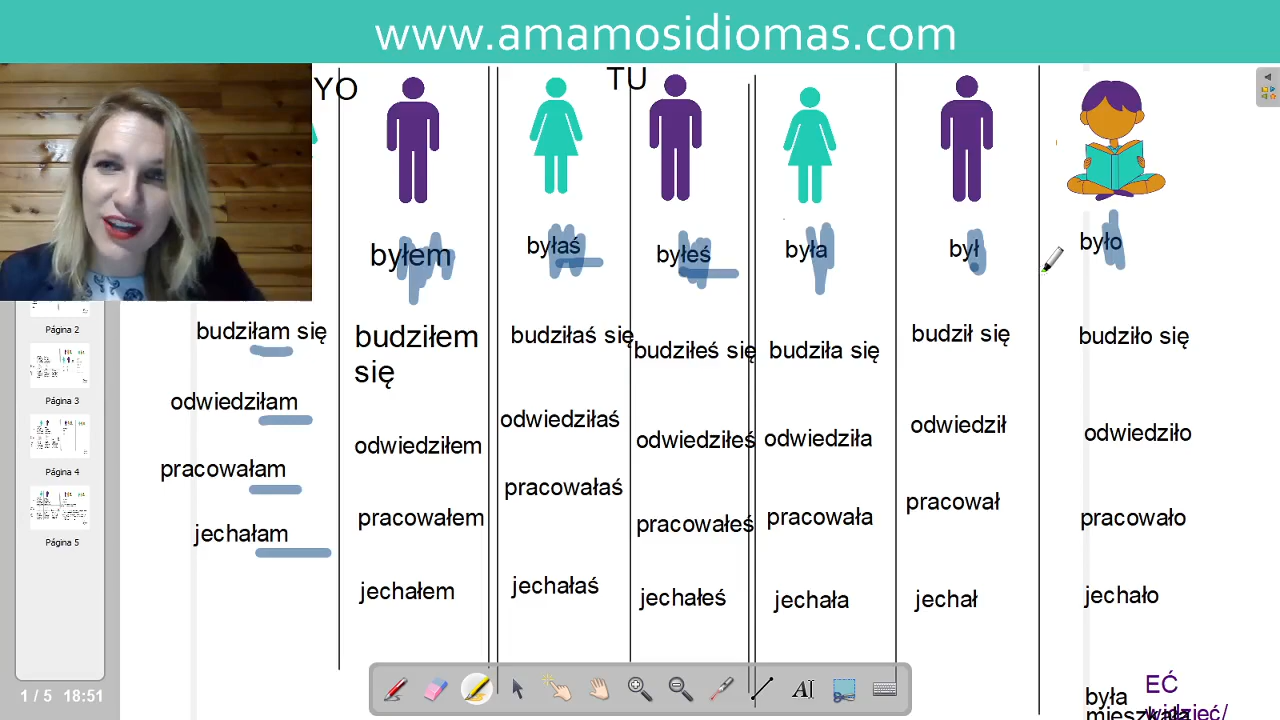 www.amamosidiomas.com
YO
TU
byłem
byłaś
byłeś
była
był
było
budziłam się
budziłem
się
budziłaś się
budziłeś się
budziła się
budził się
budziło się
odwiedziłam
odwiedziłem
odwiedziłaś
odwiedziłeś
odwiedziła
odwiedził
odwiedziło
pracowałam
pracowałem
pracowałaś
pracowałeś
pracowała
pracował
pracowało
jechałam
jechałem
jechałaś
jechałeś
jechała
jechał
jechało
była
EĆ
widzieć/
Página 2
Página 3
Página 4
Página 5
1 / 5 18:51
AI